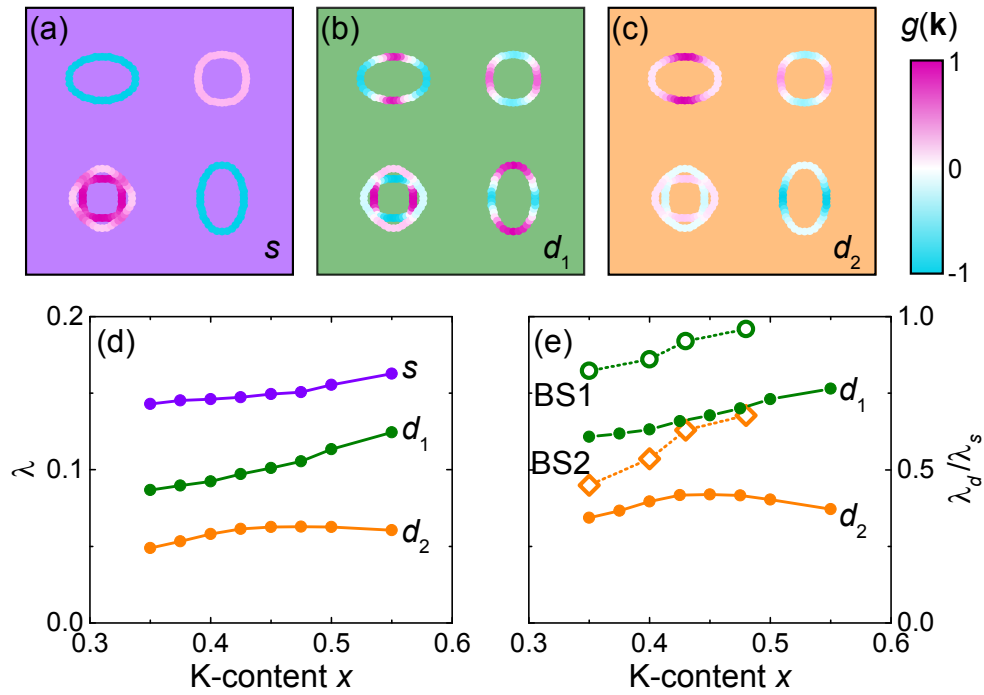 (a)
s
(b)
d1
(c)
d2
g(k)
1
0
-1
(d)
s
d1
d2
0.2
0.1
0.0
λ
0.3 0.4 0.5 0.6
K-content x
(e)
BS1
d1
BS2
d2
1.0
0.5
0.0
λd/λs
0.3 0.4 0.5 0.6
K-content x